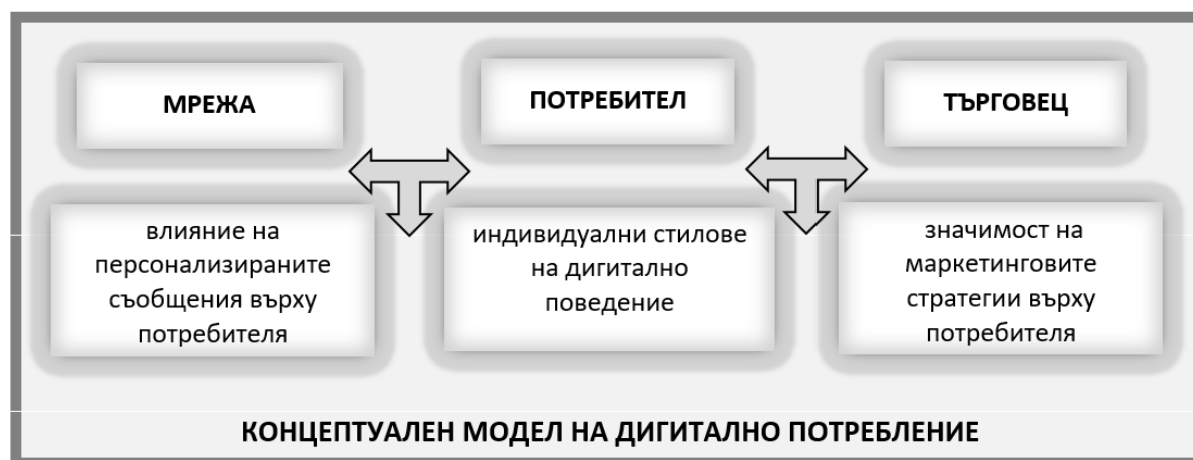 МРЕЖА
ПОТРЕБИТЕЛ
ТЪРГОВЕЦ
влияние на
персонализираните
съобщения върху
потребителя
индивидуални стилове
на дигитално
поведение
значимост на
маркетинговите
стратегии върху
потребителя
КОНЦЕПТУАЛЕН МОДЕЛ НА ДИГИТАЛНО ПОТРЕБЛЕНИЕ